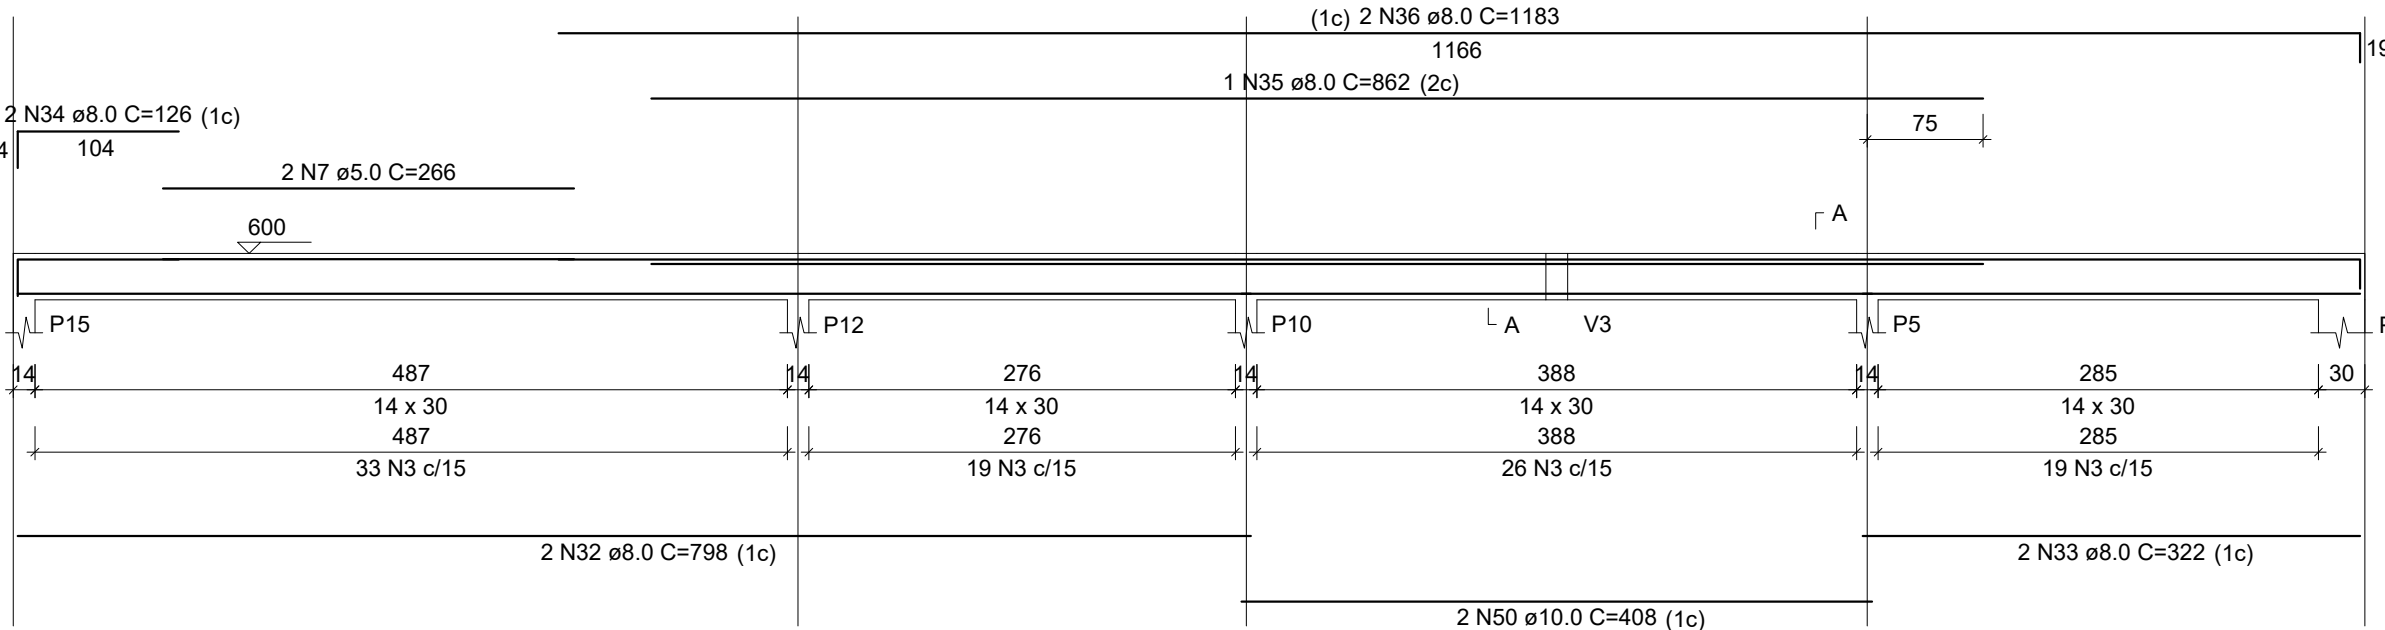 (1c) 2 N36 ø8.0 C=1183
1166
19
1 N35 ø8.0 C=862 (2c)
2 N34 ø8.0 C=126 (1c)
75
4
104
2 N7 ø5.0 C=266
600
A
P15
P12
P10
A
V3
P5
14
487
14
276
14
388
14
285
30
14 x 30
14 x 30
14 x 30
14 x 30
487
276
388
285
33 N3 c/15
19 N3 c/15
26 N3 c/15
19 N3 c/15
2 N32 ø8.0 C=798 (1c)
2 N33 ø8.0 C=322 (1c)
2 N50 ø10.0 C=408 (1c)